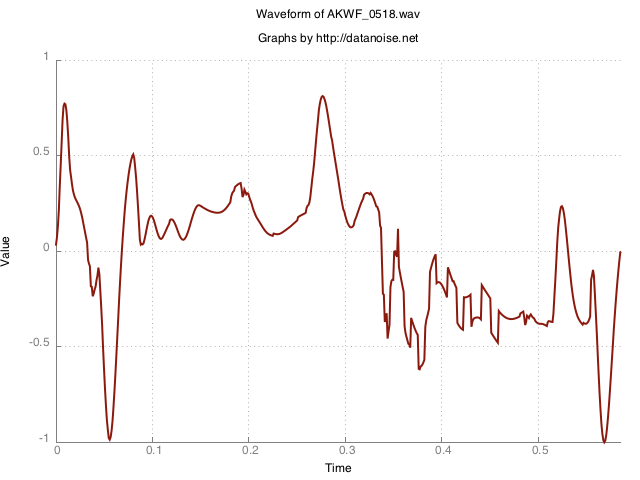 Waveform of AKWF_0518.wav
Graphs by http://datanoise.net
1
0.5
0
-0.5
-1
Value
0 0.1 0.2 0.3 0.4 0.5
Time